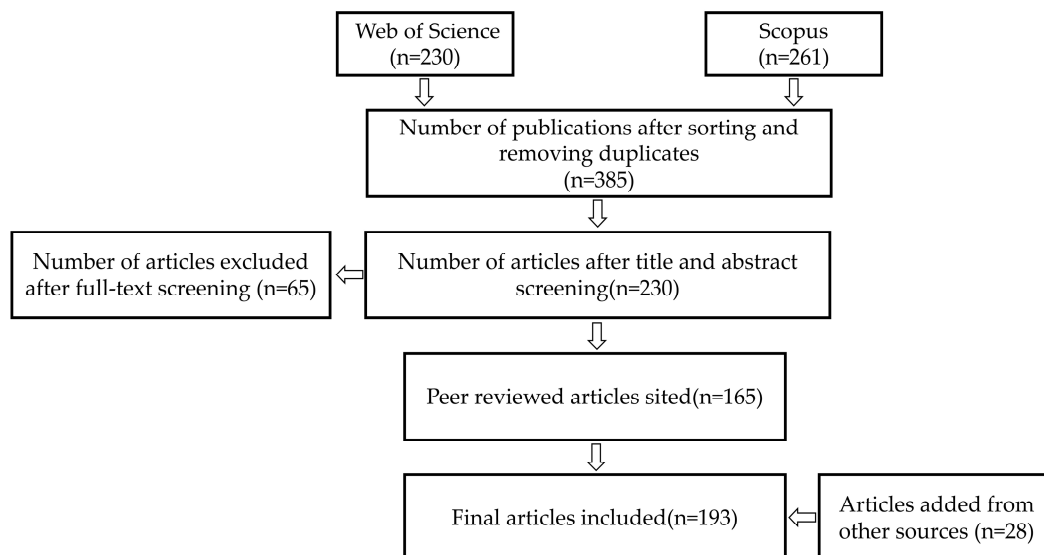 Web of Science
(n=230)
Scopus
(n=261)
Number of publications after sorting and
removing duplicates
(n=385)
Number of articles excluded
after full-text screening (n=65)
Number of articles after title and abstract
screening(n=230)
Peer reviewed articles sited(n=165)
Final articles included(n=193)
Articles added from
other sources (n=28)